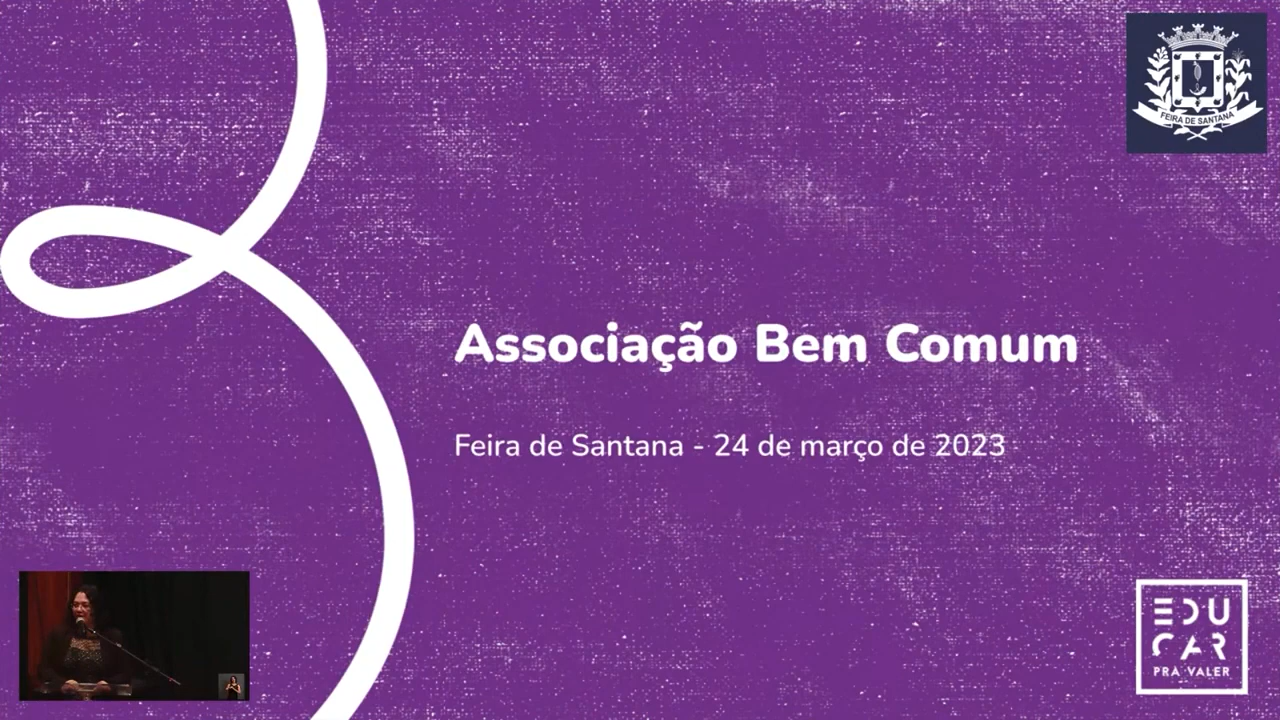 FEIRA DE SANTANA
Associação Bem Comum
Feira de Santana - 24 de março de 2023
EDU
CAR
PRA VALER